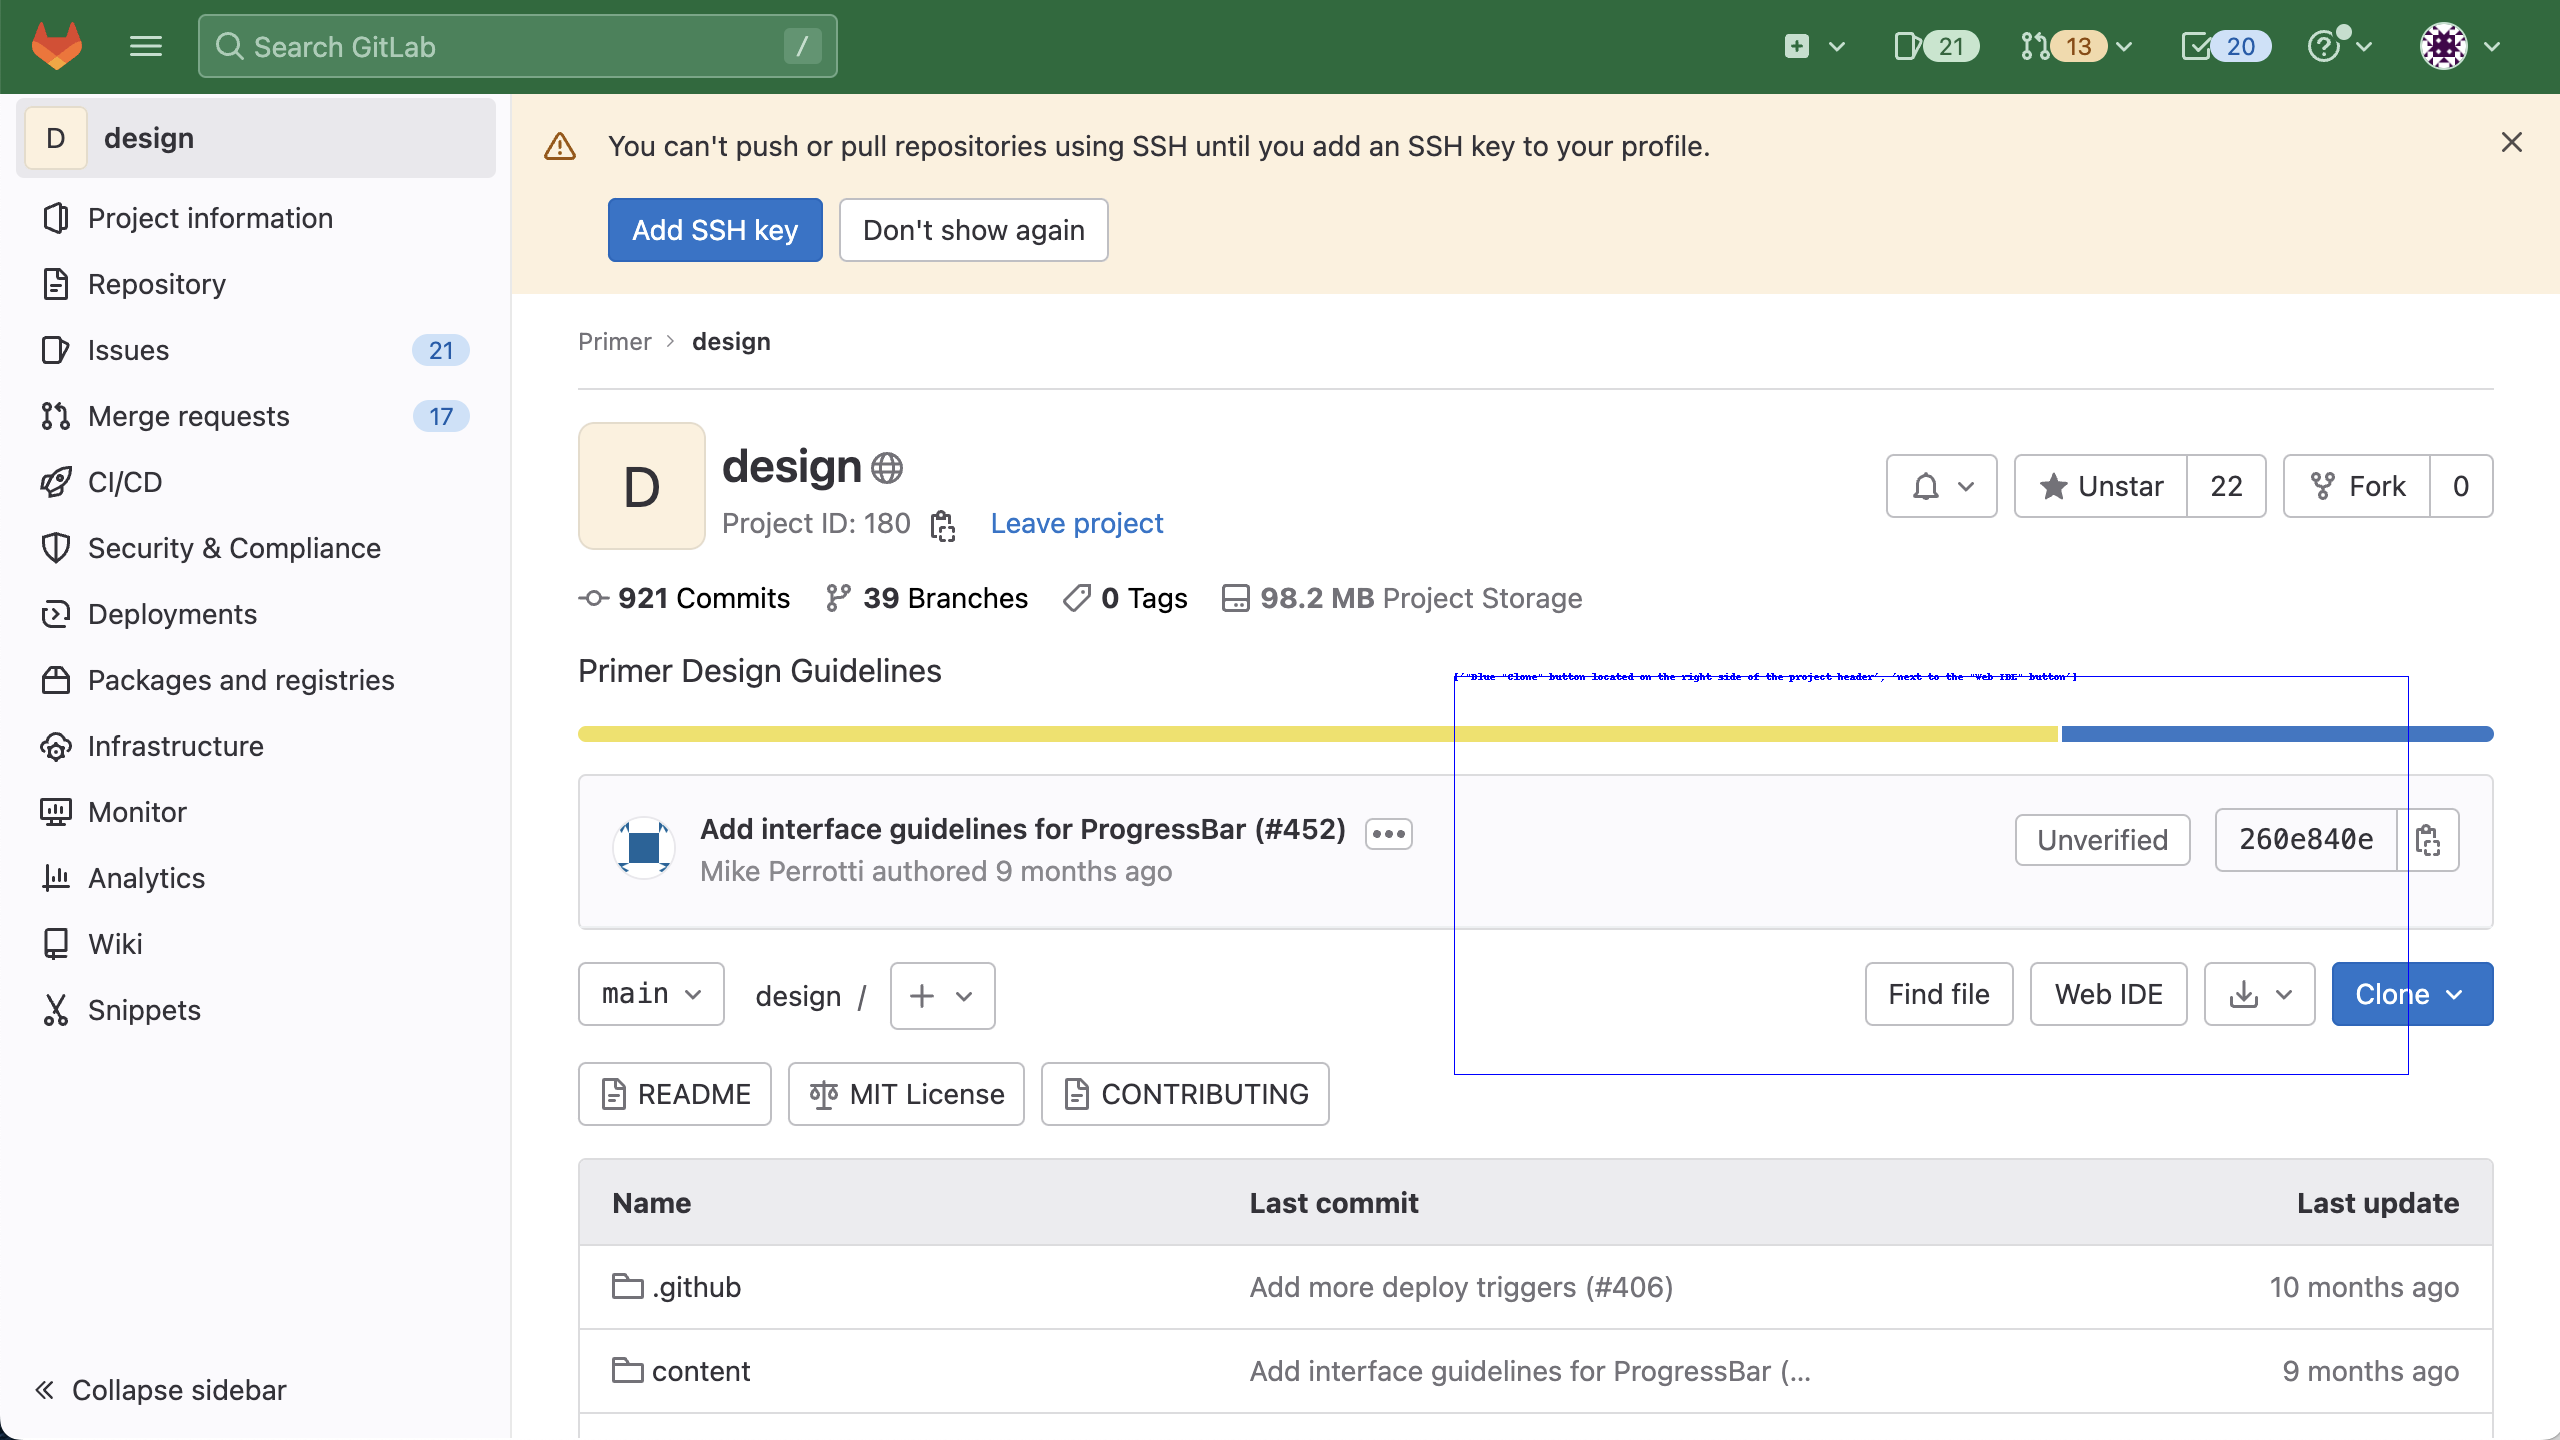 Search GitLab /
21 13 20
D design
Project information
Repository
Issues 21
Merge requests 17
CI/CD
Security & Compliance
Deployments
Packages and registries
Infrastructure
Monitor
Analytics
Wiki
Snippets
Collapse sidebar
You can't push or pull repositories using SSH until you add an SSH key to your profile.
Add SSH key Don't show again
Primer design
D
design
Project ID: 180 Leave project
Unstar 22 Fork 0
921 Commits 39 Branches 0 Tags 98.2 MB Project Storage
Primer Design Guidelines
['"Blue "Clone" button located on the right side of the project header', 'next to the "Web IDE" button']
Add interface guidelines for ProgressBar (#452)
Mike Perrotti authored 9 months ago
Unverified 260e840e
main design / + Find file Web IDE Clone
README MIT License CONTRIBUTING
Name Last commit Last update
.github Add more deploy triggers (#406) 10 months ago
content Add interface guidelines for ProgressBar (... 9 months ago